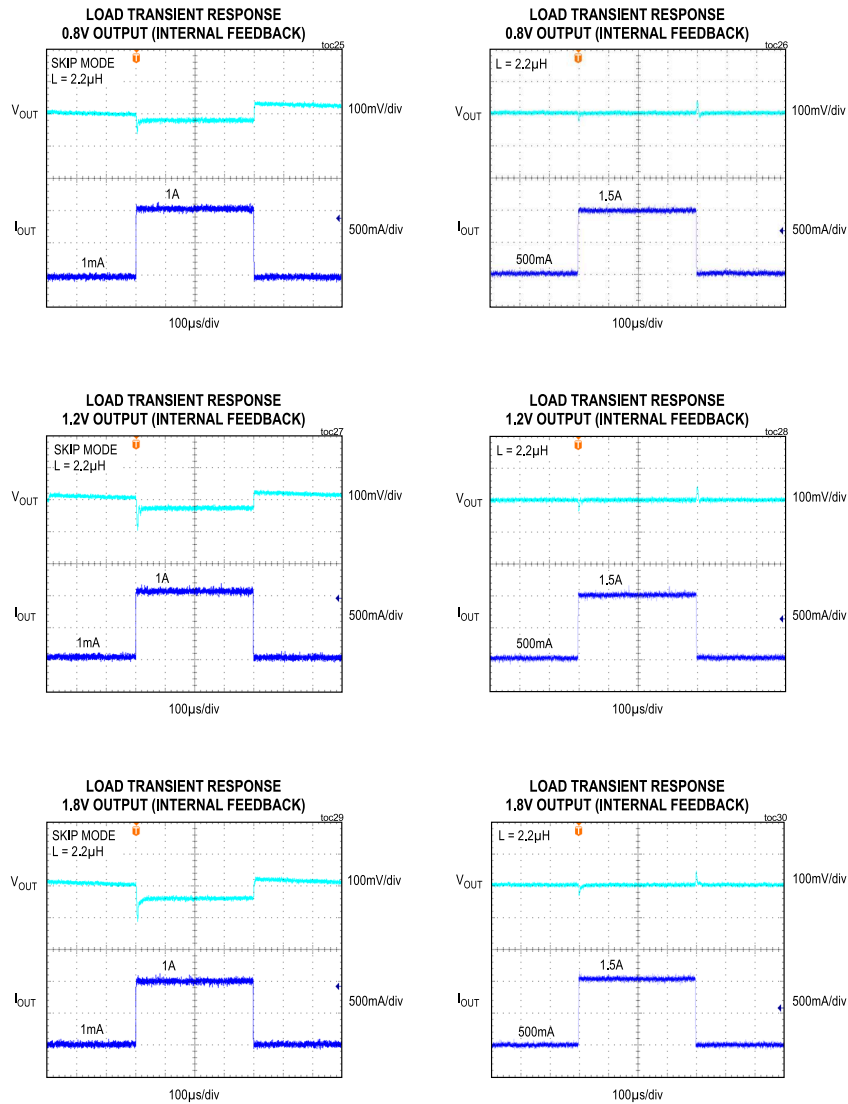 LOAD TRANSIENT RESPONSE
0.8V OUTPUT (INTERNAL FEEDBACK)
toc25
T
SKIP MODE
L = 2.2µH
VOUT
100mV/div
1A
IOUT
500mA/div
1mA
100µs/div
LOAD TRANSIENT RESPONSE
0.8V OUTPUT (INTERNAL FEEDBACK)
toc26
T
L = 2.2µH
VOUT
100mV/div
1.5A
IOUT
500mA/div
500mA
100µs/div
LOAD TRANSIENT RESPONSE
1.2V OUTPUT (INTERNAL FEEDBACK)
toc27
T
SKIP MODE
L = 2.2µH
VOUT
100mV/div
1A
IOUT
500mA/div
1mA
100µs/div
LOAD TRANSIENT RESPONSE
1.2V OUTPUT (INTERNAL FEEDBACK)
toc28
T
L = 2.2µH
VOUT
100mV/div
1.5A
IOUT
500mA/div
500mA
100µs/div
LOAD TRANSIENT RESPONSE
1.8V OUTPUT (INTERNAL FEEDBACK)
toc29
T
SKIP MODE
L = 2.2µH
VOUT
100mV/div
1A
IOUT
500mA/div
1mA
100µs/div
LOAD TRANSIENT RESPONSE
1.8V OUTPUT (INTERNAL FEEDBACK)
toc30
T
L = 2.2µH
VOUT
100mV/div
1.5A
IOUT
500mA/div
500mA
100µs/div